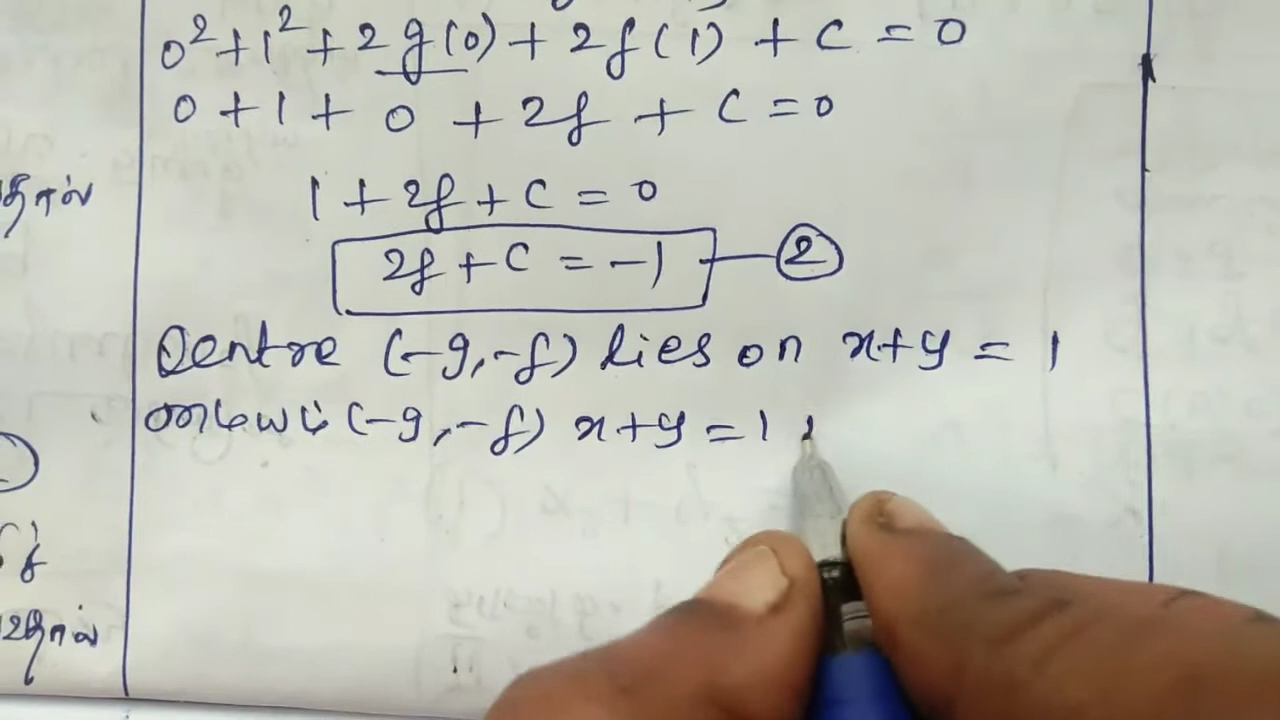 0² + 1² + 2g(0) + 2f(1) + C = 0
0 + 1 + 0 + 2f + C = 0
1 + 2f + C = 0
2f + C = -1 — ②
Centre (-g, -f) lies on x+y = 1
மையம் (-g, -f) x+y = 1